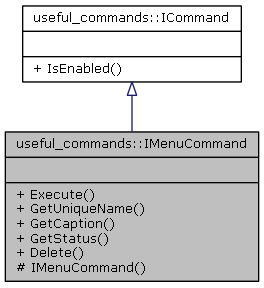 useful_commands::ICommand
+ IsEnabled()
useful_commands::IMenuCommand
+ Execute()
+ GetUniqueName()
+ GetCaption()
+ GetStatus()
+ Delete()
# IMenuCommand()